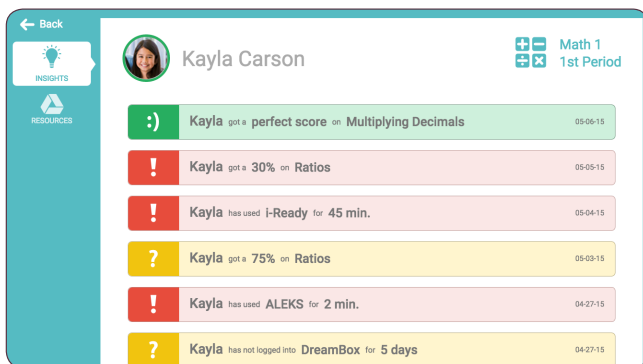 ← Back
INSIGHTS
RESOURCES
Kayla Carson
Math 1
1st Period
:) Kayla got a perfect score on Multiplying Decimals 05-06-15
! Kayla got a 30% on Ratios 05-05-15
! Kayla has used i-Ready for 45 min. 05-04-15
? Kayla got a 75% on Ratios 05-03-15
! Kayla has used ALEKS for 2 min. 04-27-15
? Kayla has not logged into DreamBox for 5 days 04-27-15